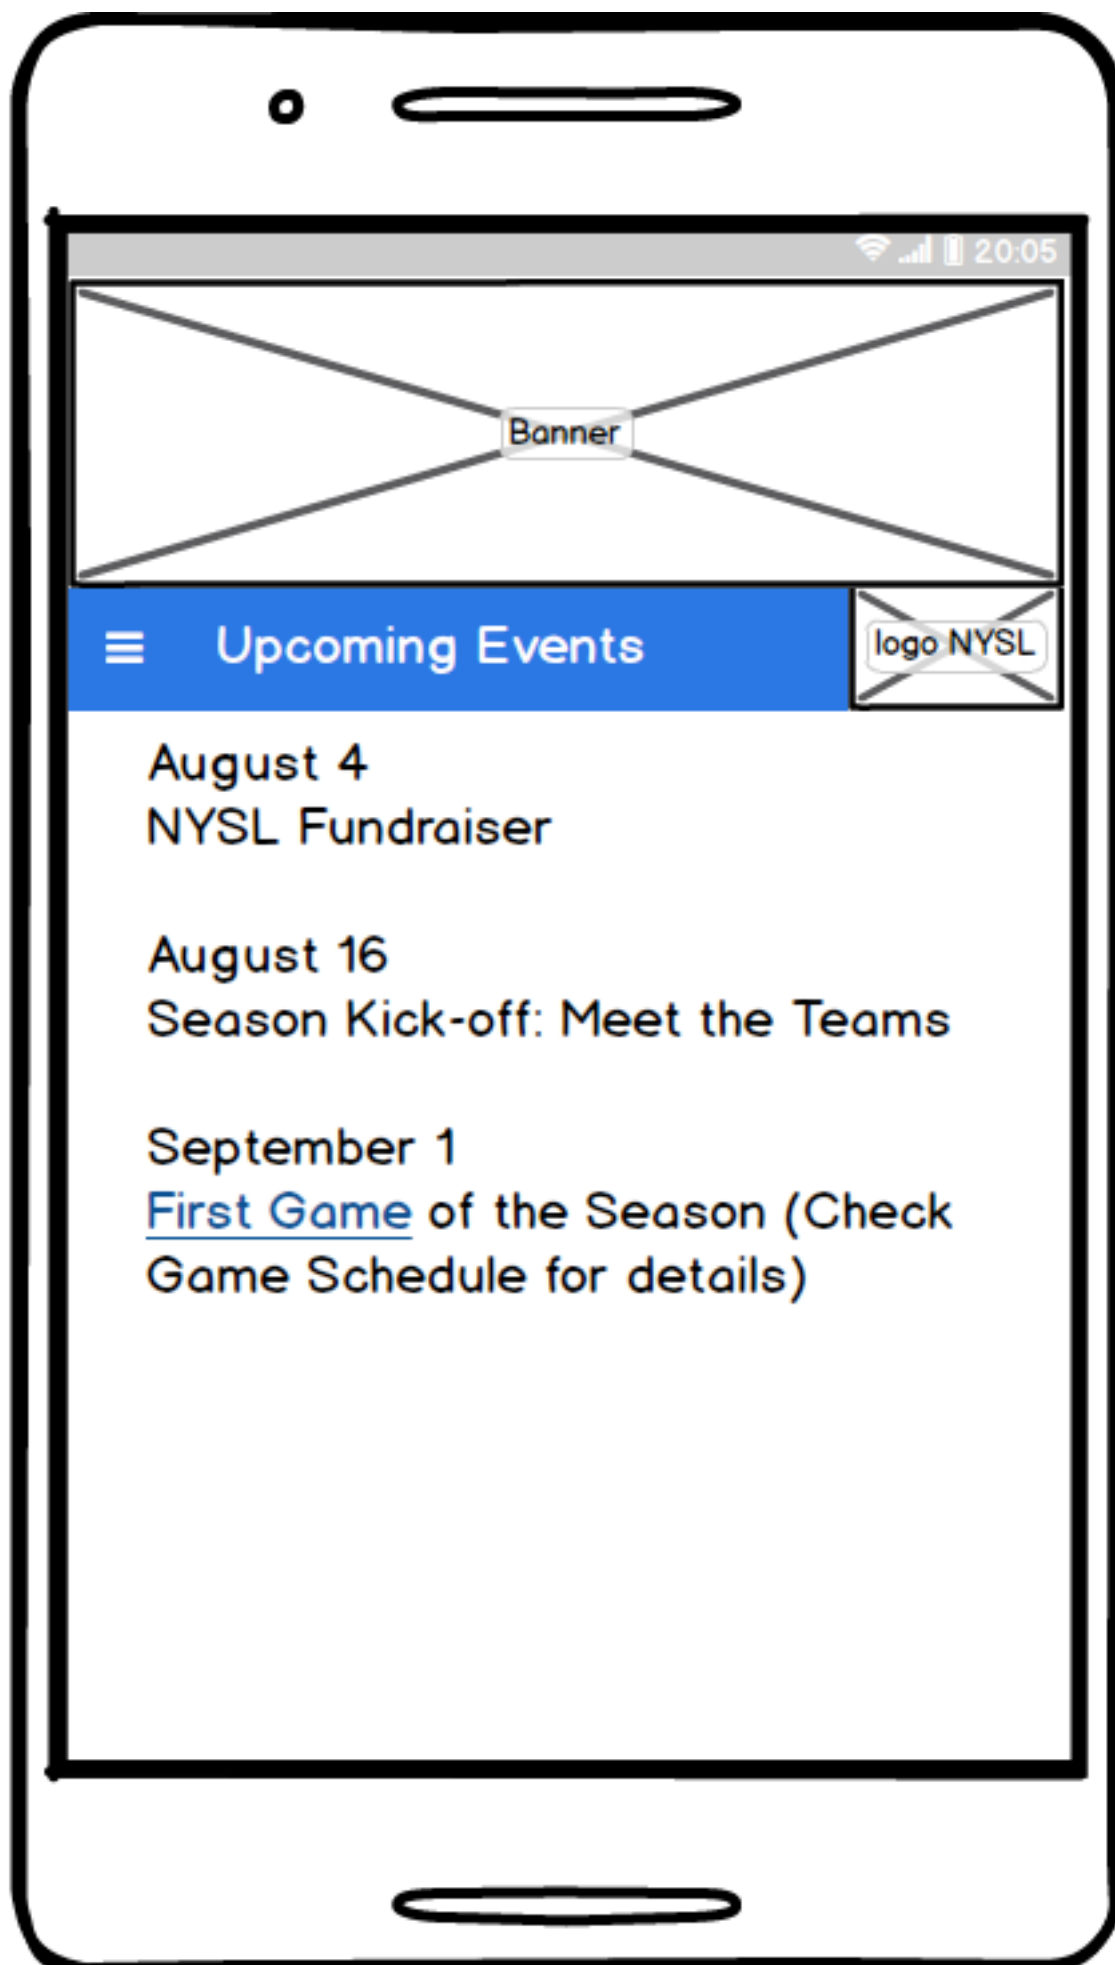 20:05
Banner
Upcoming Events
logo NYSL
August 4
NYSL Fundraiser
August 16
Season Kick-off: Meet the Teams
September 1
First Game of the Season (Check
Game Schedule for details)